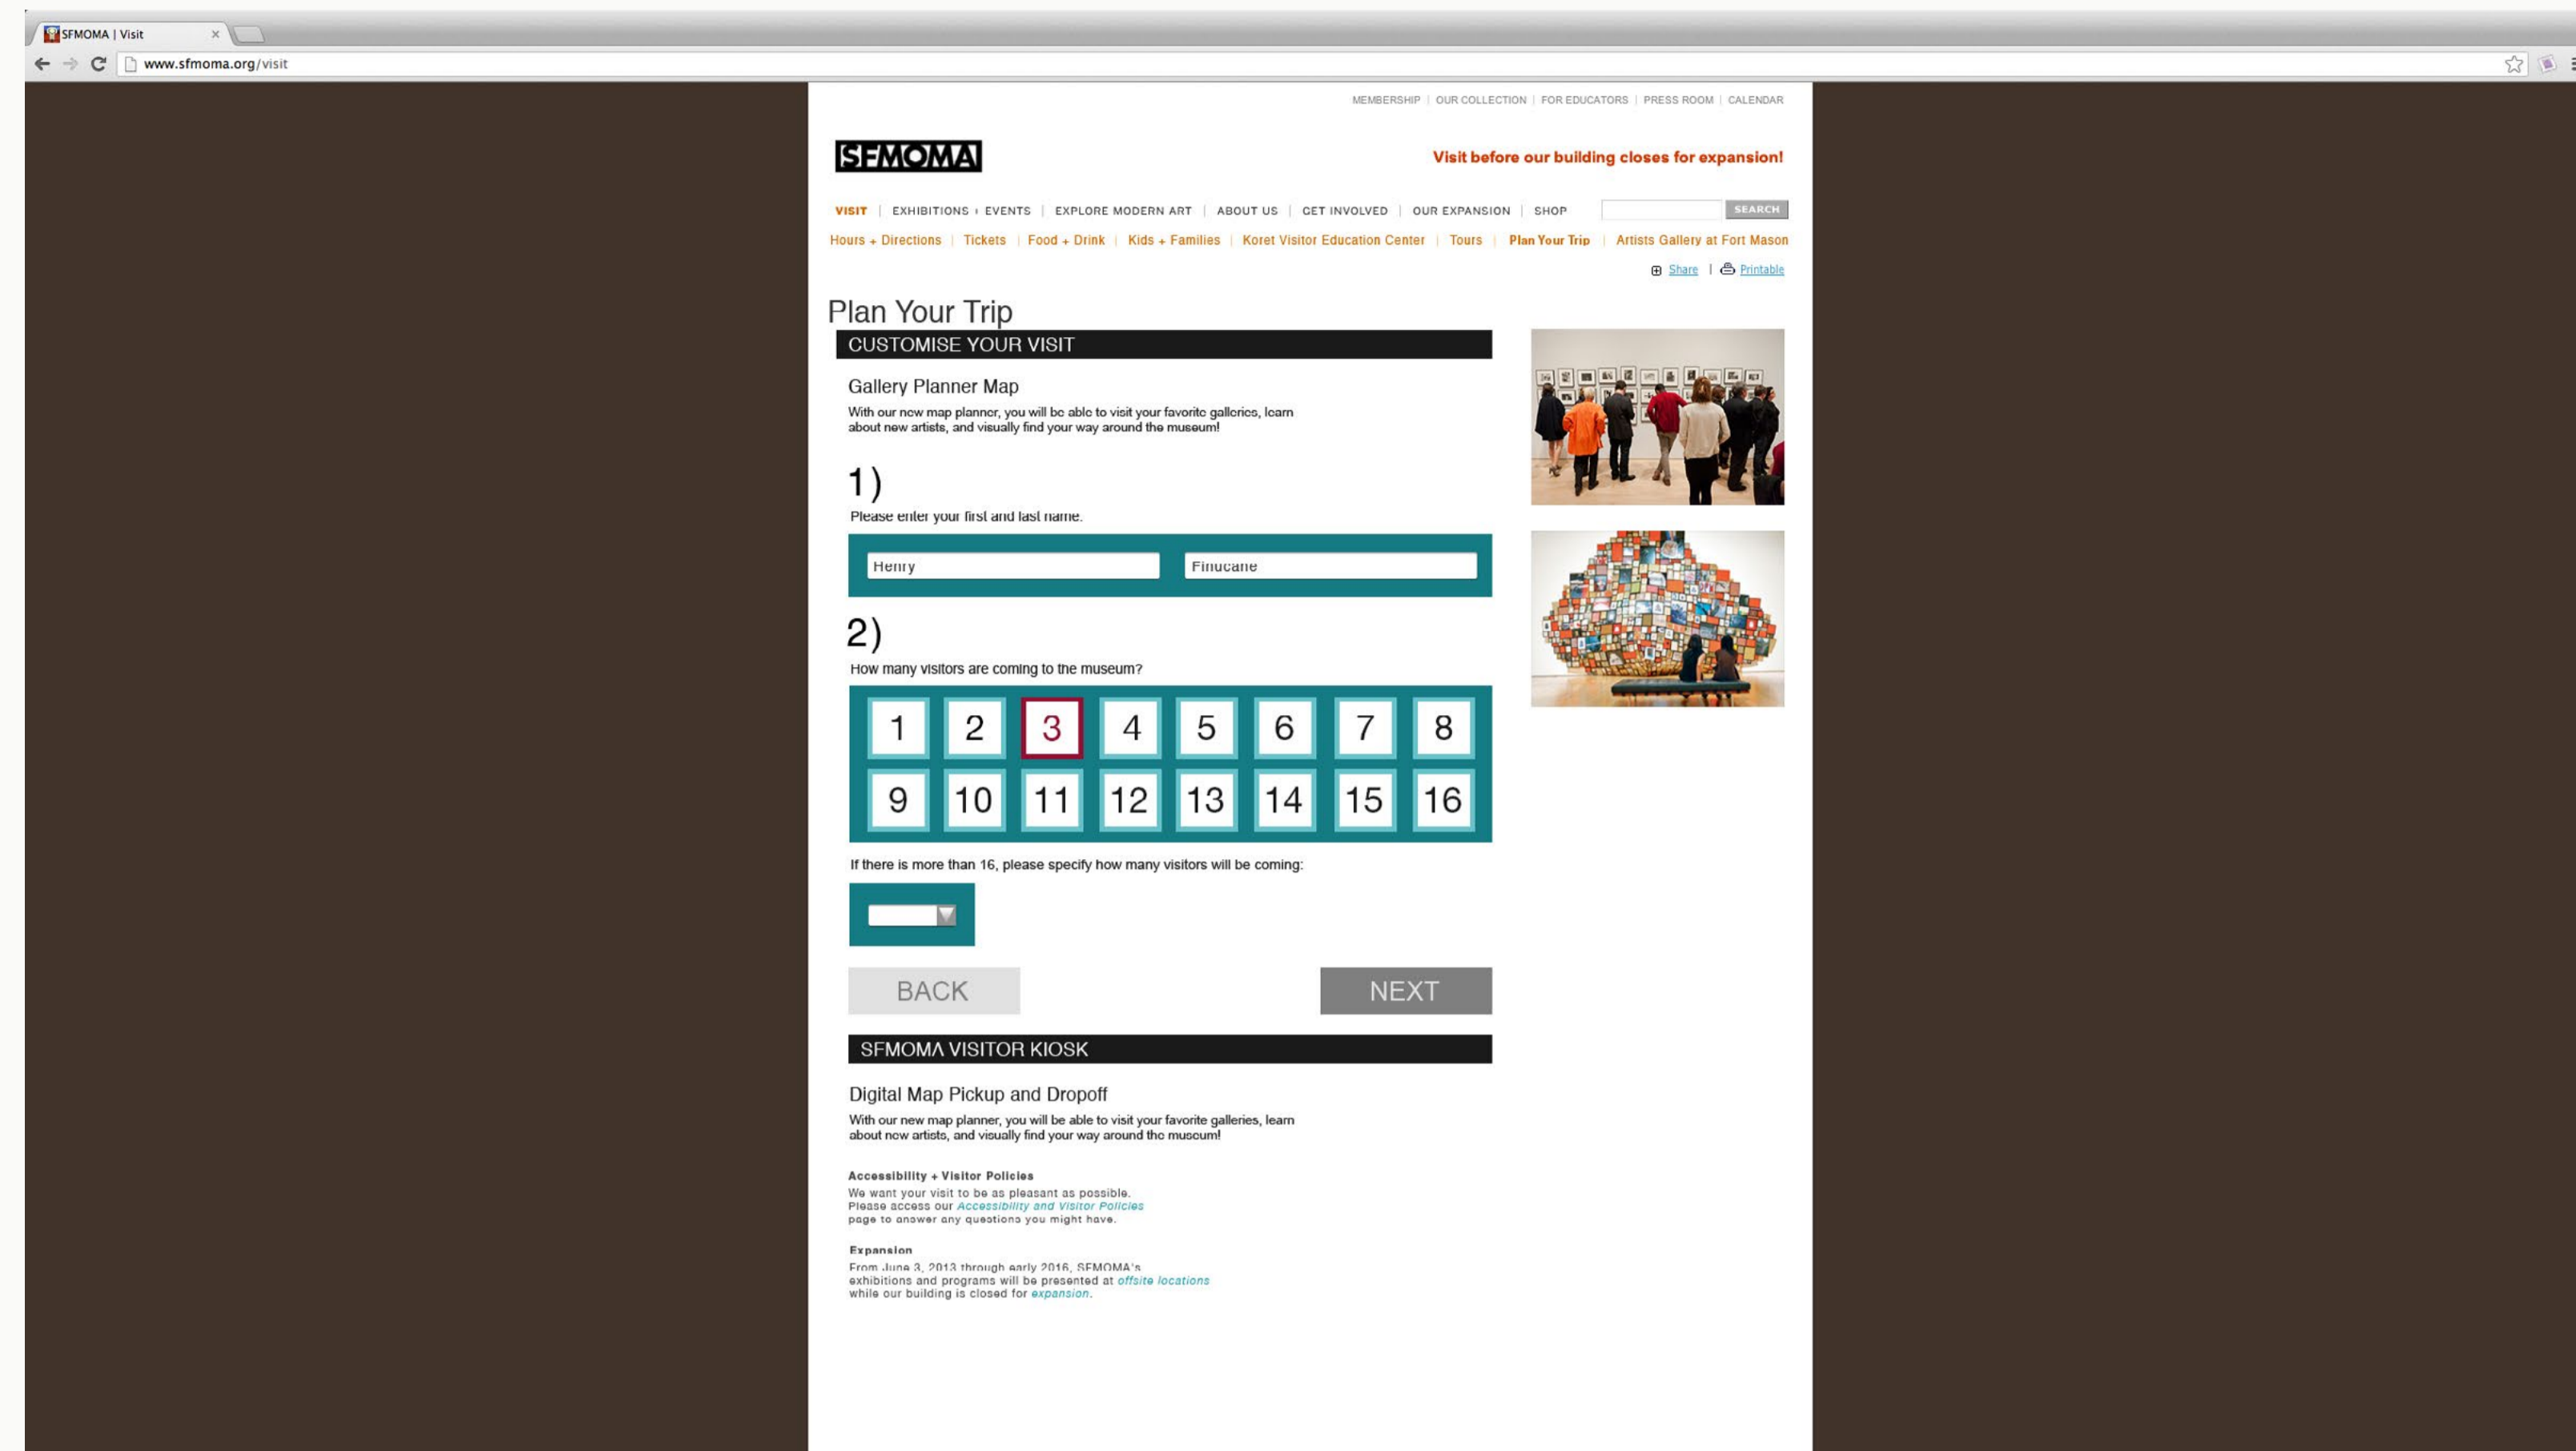 SFMOMA | Visit
www.sfmoma.org/visit
MEMBERSHIP | OUR COLLECTION | FOR EDUCATORS | PRESS ROOM | CALENDAR
SFMOMA
Visit before our building closes for expansion!
VISIT | EXHIBITIONS + EVENTS | EXPLORE MODERN ART | ABOUT US | GET INVOLVED | OUR EXPANSION | SHOP SEARCH
Hours + Directions | Tickets | Food + Drink | Kids + Families | Koret Visitor Education Center | Tours | Plan Your Trip | Artists Gallery at Fort Mason
Share | Printable
Plan Your Trip
CUSTOMISE YOUR VISIT
Gallery Planner Map
With our new map planner, you will be able to visit your favorite galleries, learn
about new artists, and visually find your way around the museum!
1)
Please enter your first and last name.
Henry Finucane
2)
How many visitors are coming to the museum?
1 2 3 4 5 6 7 8
9 10 11 12 13 14 15 16
If there is more than 16, please specify how many visitors will be coming:
BACK NEXT
SFMOMA VISITOR KIOSK
Digital Map Pickup and Dropoff
With our new map planner, you will be able to visit your favorite galleries, learn
about new artists, and visually find your way around the museum!
Accessibility + Visitor Policies
We want your visit to be as pleasant as possible.
Please access our Accessibility and Visitor Policies
page to answer any questions you might have.
Expansion
From June 3, 2013 through early 2016, SFMOMA's
exhibitions and programs will be presented at offsite locations
while our building is closed for expansion.